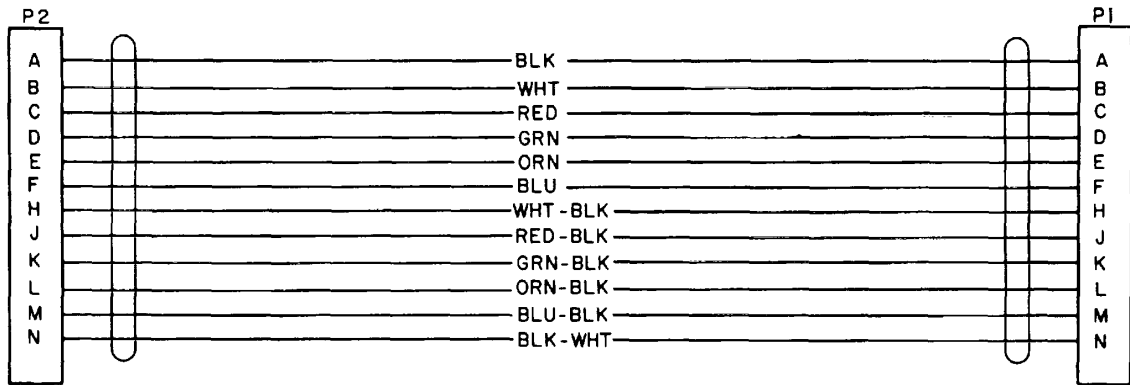 P2 P1
A BLK A
B WHT B
C RED C
D GRN D
E ORN E
F BLU F
H WHT-BLK H
J RED-BLK J
K GRN-BLK K
L ORN-BLK L
M BLU-BLK M
N BLK-WHT N